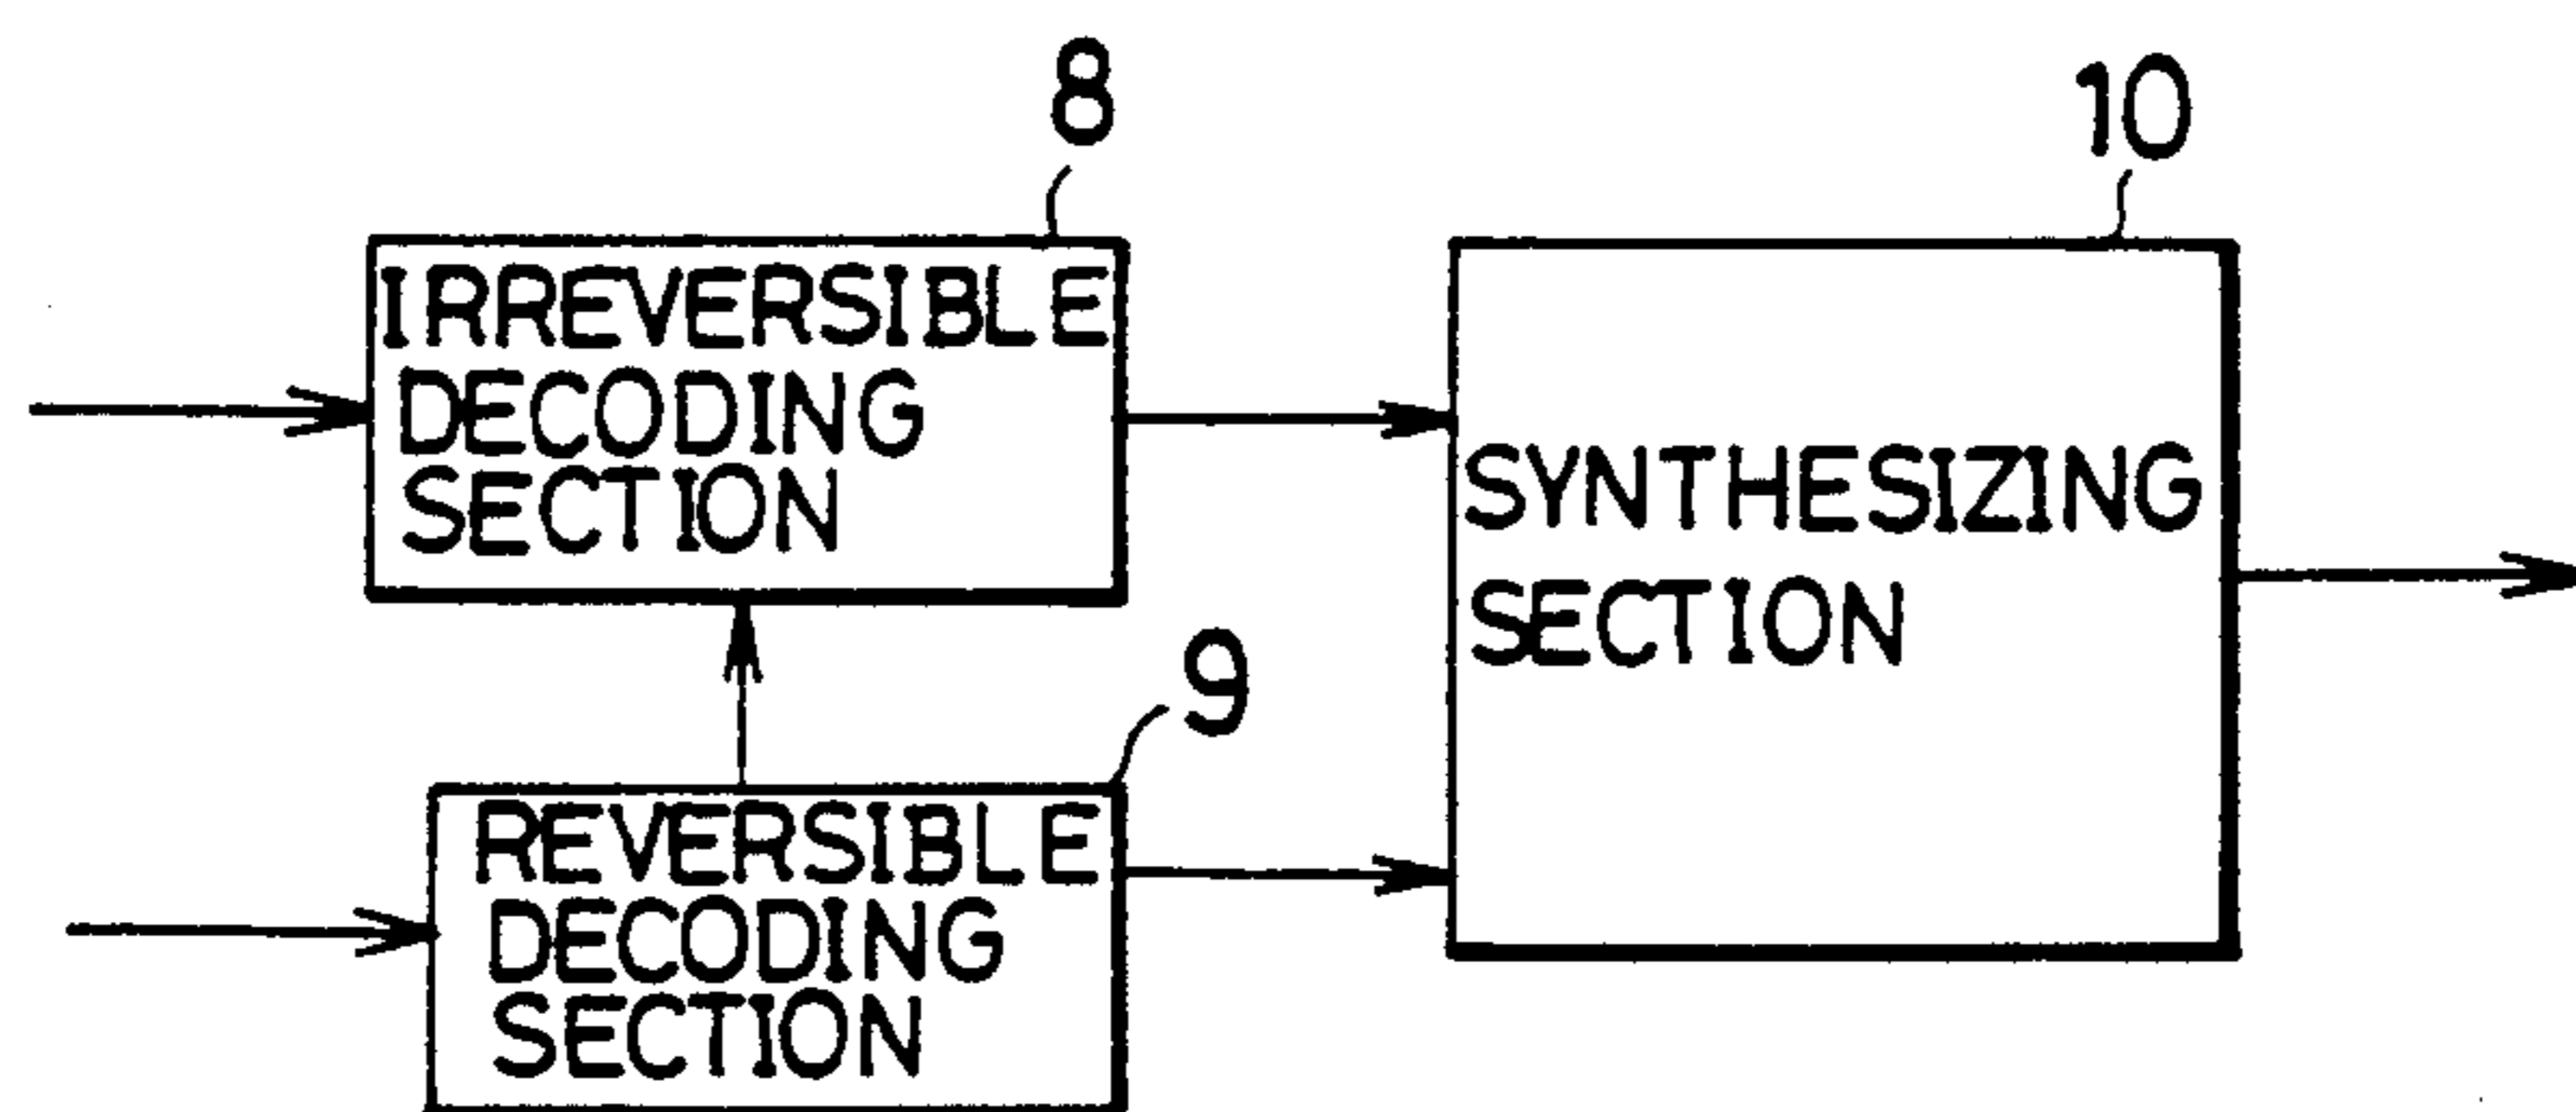 8
10
IRREVERSIBLE
DECODING
SECTION
SYNTHESIZING
SECTION
9
REVERSIBLE
DECODING
SECTION